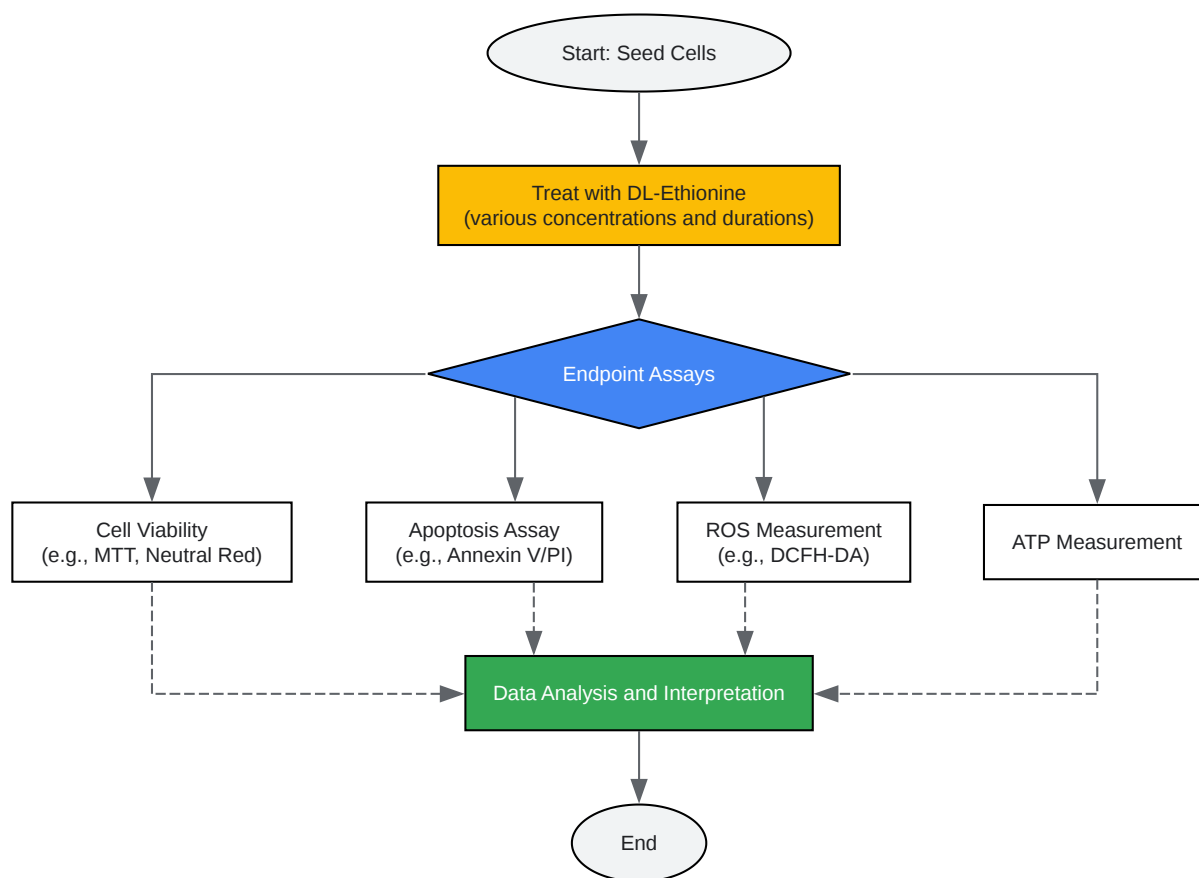 Start: Seed Cells
Treat with DL-Ethionine
(various concentrations and durations)
Endpoint Assays
Cell Viability
(e.g., MTT, Neutral Red)
Apoptosis Assay
(e.g., Annexin V/PI)
ROS Measurement
(e.g., DCFH-DA)
ATP Measurement
Data Analysis and Interpretation
End